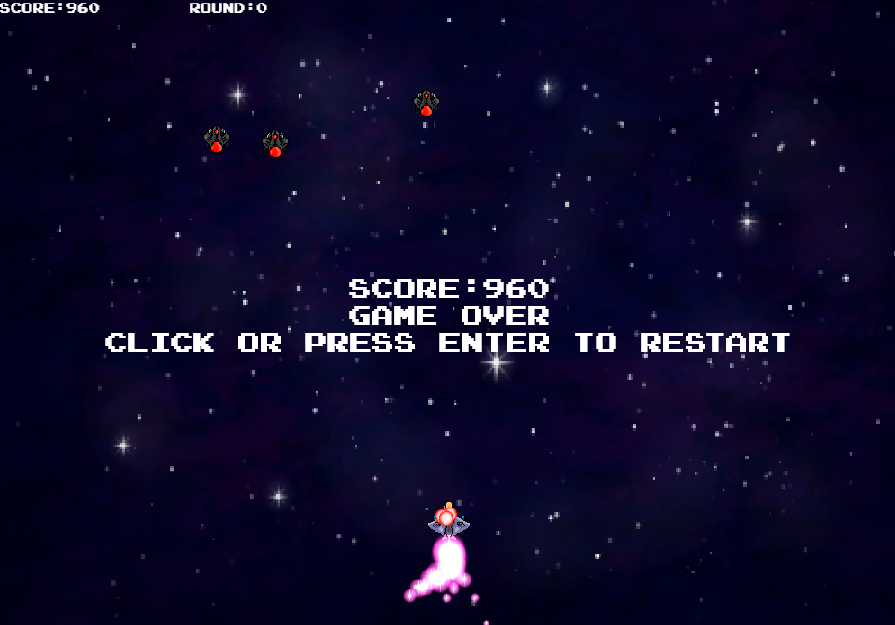 SCORE:960 ROUND:0
SCORE:960
GAME OVER
CLICK OR PRESS ENTER TO RESTART